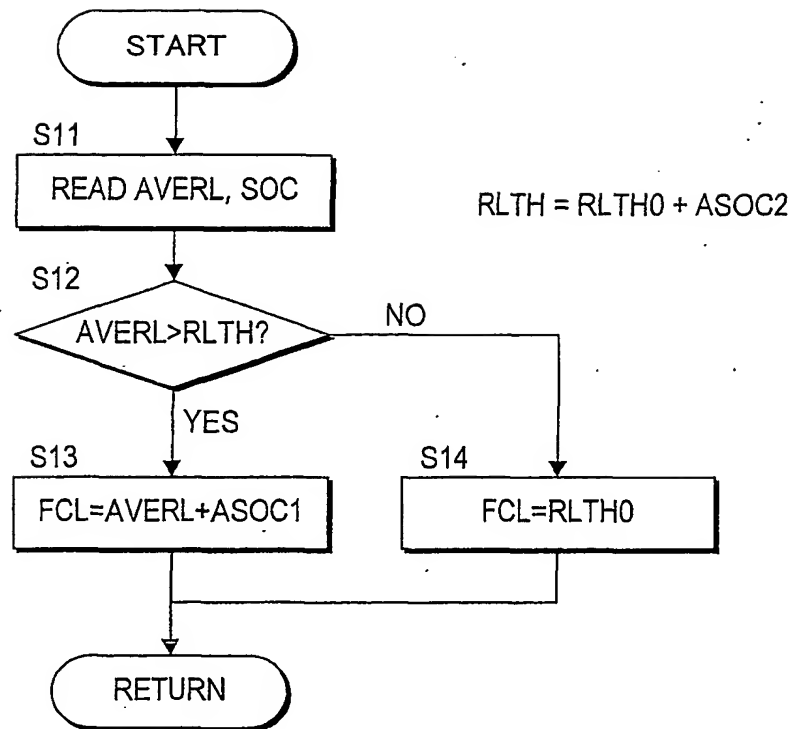 START
S11
READ AVERL, SOC
RLTH = RLTH0 + ASOC2
S12
AVERL>RLTH?
NO
YES
S13
FCL=AVERL+ASOC1
S14
FCL=RLTH0
RETURN